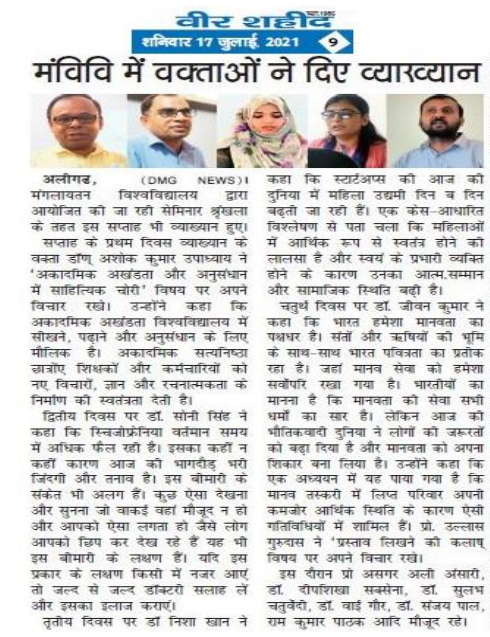 वीर शहीद
शनिवार 17 जुलाई, 2021
9
मंविवि में वक्ताओं ने दिए व्याख्यान
अलीगढ, (DMG NEWS)।
मंगलायतन विश्वविद्यालय द्वारा
आयोजित की जा रही सेमिनार श्रृंखला
के तहत इस सप्ताह भी व्याख्यान हुए।
सप्ताह के प्रथम दिवस व्याख्यान के
वक्ता डॉण् अशोक कुमार उपाध्याय ने
'अकादमिक अखंडता और अनुसंधान
में साहित्यिक चोरी' विषय पर अपने
विचार रखे। उन्होंने कहा कि
अकादमिक अखंडता विश्वविद्यालय में
सीखने, पढ़ाने और अनुसंधान के लिए
मौलिक है। अकादमिक सत्यनिष्ठा
छात्रोंए शिक्षकों और कर्मचारियों को
नए विचारों, ज्ञान और रचनात्मकता के
निर्माण की स्वतंत्रता देती है।
द्वितीय दिवस पर डॉ. सोनी सिंह ने
कहा कि स्चिजोफ्रेनिया वर्तमान समय
में अधिक फैल रही है। इसका कहीं न
कहीं कारण आज की भागदौड़ भरी
जिंदगी और तनाव है। इस बीमारी के
संकेत भी अलग हैं। कुछ ऐसा देखना
और सुनना जो वाकई वहां मौजूद न हो
और आपको ऐसा लगता हो जैसे लोग
आपको छिप कर देख रहे हैं यह भी
इस बीमारी के लक्षण हैं। यदि इस
प्रकार के लक्षण किसी में नजर आएं
तो जल्द से जल्द डॉक्टरी सलाह लें
और इसका इलाज कराएं।
तृतीय दिवस पर डॉ निशा खान ने
कहा कि स्टार्टअप्स की आज की
दुनिया में महिला उद्यमी दिन ब दिन
बढ़ती जा रही हैं। एक केस-आधारित
विश्लेषण से पता चला कि महिलाओं
में आर्थिक रूप से स्वतंत्र होने की
लालसा है और स्वयं के प्रभारी व्यक्ति
होने के कारण उनका आत्म.सम्मान
और सामाजिक स्थिति बढ़ी है।
चतुर्थ दिवस पर डॉ. जीवन कुमार ने
कहा कि भारत हमेशा मानवता का
पथधर है। संतों और ऋषियों की भूमि
के साथ-साथ भारत पवित्रता का प्रतीक
रहा है। जहां मानव सेवा को हमेशा
सर्वोपरि रखा गया है। भारतीयों का
मानना है कि मानवता की सेवा सभी
धर्मों का सार है। लेकिन आज की
भौतिकवादी दुनिया ने लोगों की जरूरतों
को बढ़ा दिया है और मानवता को अपना
शिकार बना लिया है। उन्होंने कहा कि
एक अध्ययन में यह पाया गया है कि
मानव तस्करी में लिप्त परिवार अपनी
कमजोर आर्थिक स्थिति के कारण ऐसी
गतिविधियों में शामिल हैं। प्रो. उल्लास
गुरुदास ने 'प्रस्ताव लिखने की कलाष्
विषय पर अपने विचार रखे।
इस दौरान प्रो असगर अली अंसारी,
डॉ. दीपशिखा सक्सेना, डॉ. सुलभ
चतुर्वेदी, डॉ. वाई गौर, डॉ. संजय पाल,
राम कुमार पाठक आदि मौजूद रहे।